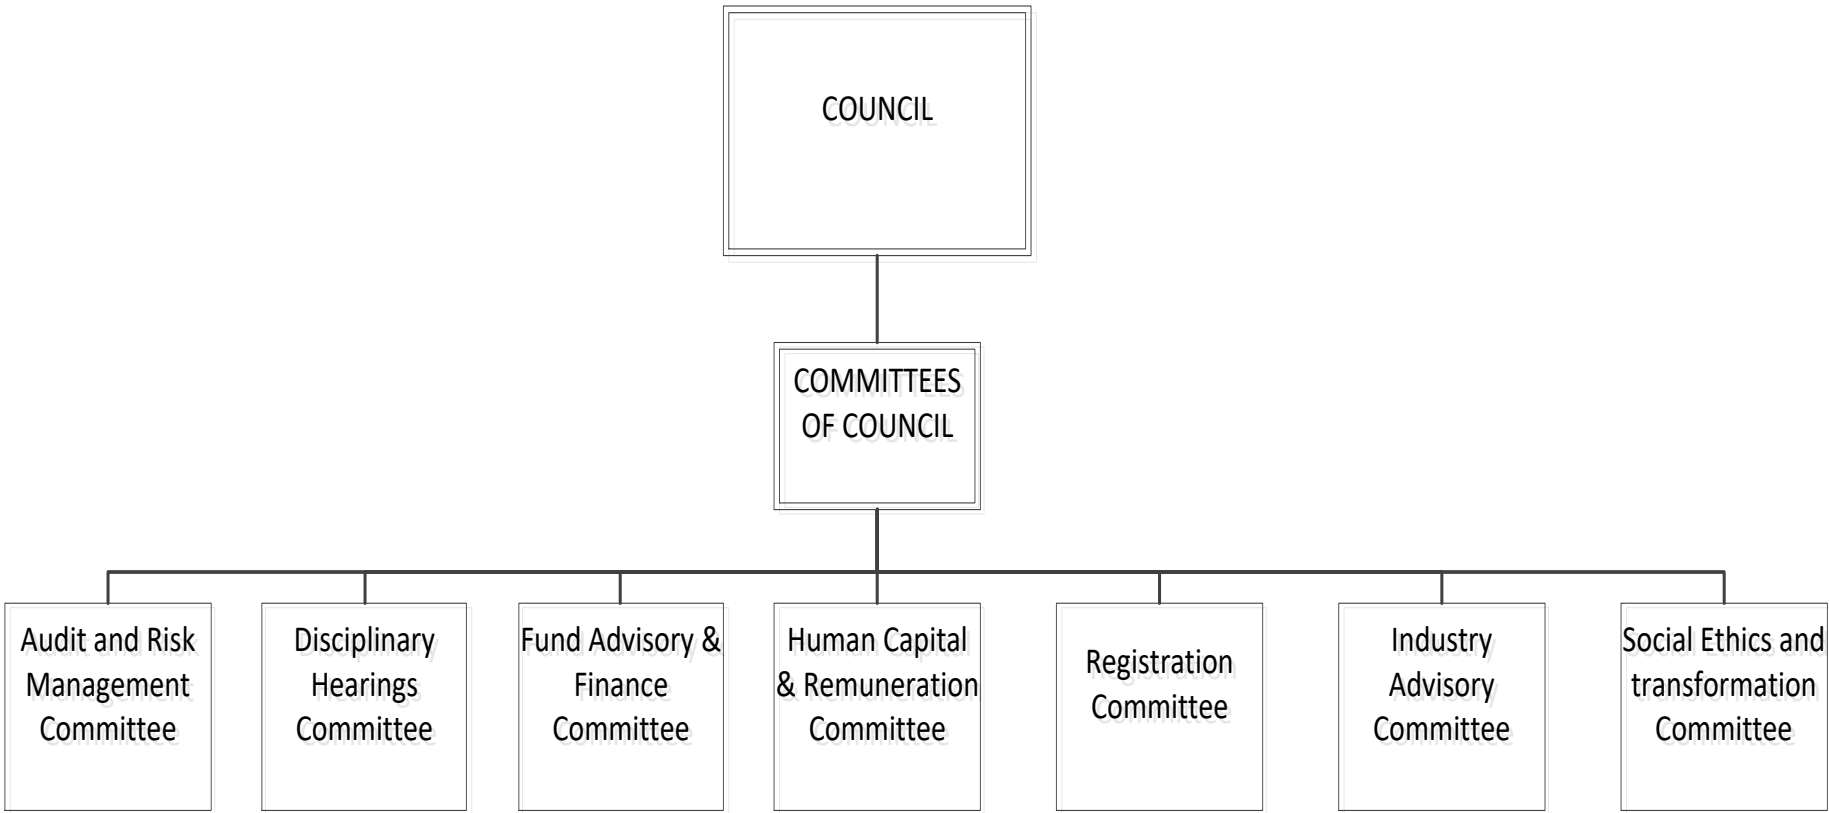 COUNCIL
COMMITTEES
OF COUNCIL
Audit and Risk
Management
Committee
Disciplinary
Hearings
Committee
Fund Advisory &
Finance
Committee
Human Capital
& Remuneration
Committee
Registration
Committee
Industry
Advisory
Committee
Social Ethics and
transformation
Committee